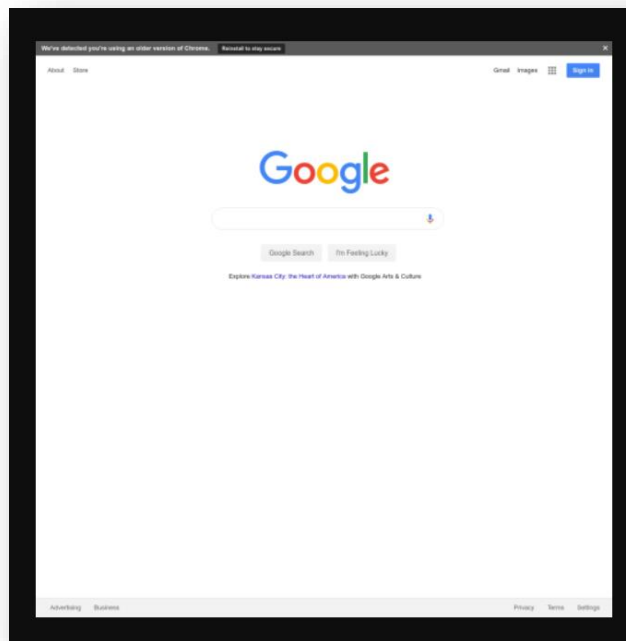 We've detected you're using an older version of Chrome. Reinstall to stay secure ×
About Store Gmail Images Sign in
Google
Google Search I'm Feeling Lucky
Explore Kansas City: the Heart of America with Google Arts & Culture
Advertising Business Privacy Terms Settings